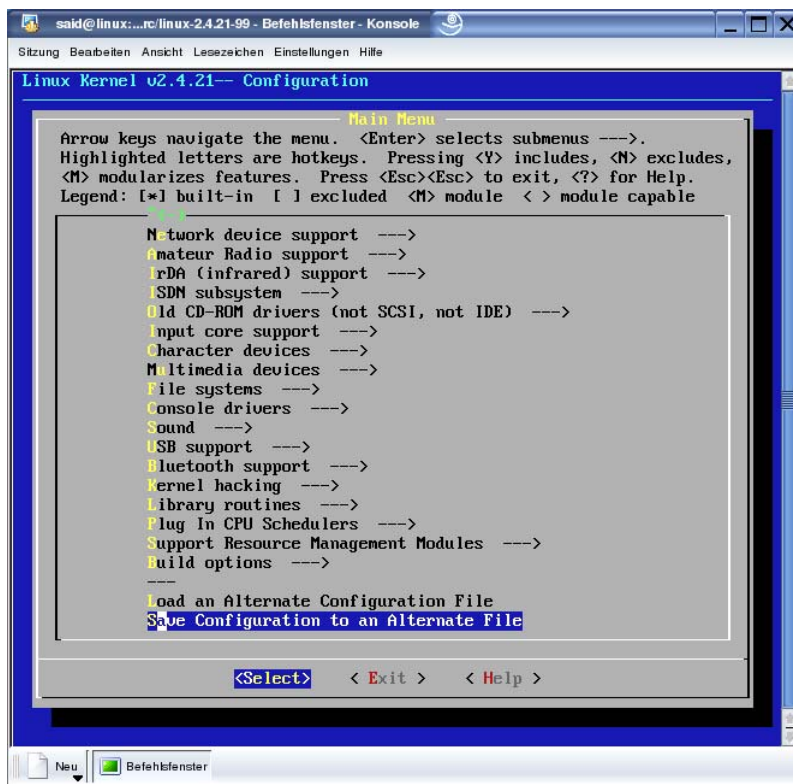 said@linux:...rc/linux-2.4.21-99 - Befehlsfenster - Konsole
Sitzung Bearbeiten Ansicht Lesezeichen Einstellungen Hilfe
Linux Kernel v2.4.21-- Configuration
Main Menu
Arrow keys navigate the menu. <Enter> selects submenus --->.
Highlighted letters are hotkeys. Pressing <Y> includes, <N> excludes,
<M> modularizes features. Press <Esc><Esc> to exit, <?> for Help.
Legend: [*] built-in [ ] excluded <M> module < > module capable
Network device support --->
Amateur Radio support --->
IrDA (infrared) support --->
ISDN subsystem --->
Old CD-ROM drivers (not SCSI, not IDE) --->
Input core support --->
Character devices --->
Multimedia devices --->
File systems --->
Console drivers --->
Sound --->
USB support --->
Bluetooth support --->
Kernel hacking --->
Library routines --->
Plug In CPU Schedulers --->
Support Resource Management Modules --->
Build options --->
---
Load an Alternate Configuration File
Save Configuration to an Alternate File
<Select> < Exit > < Help >
Neu Befehlsfenster